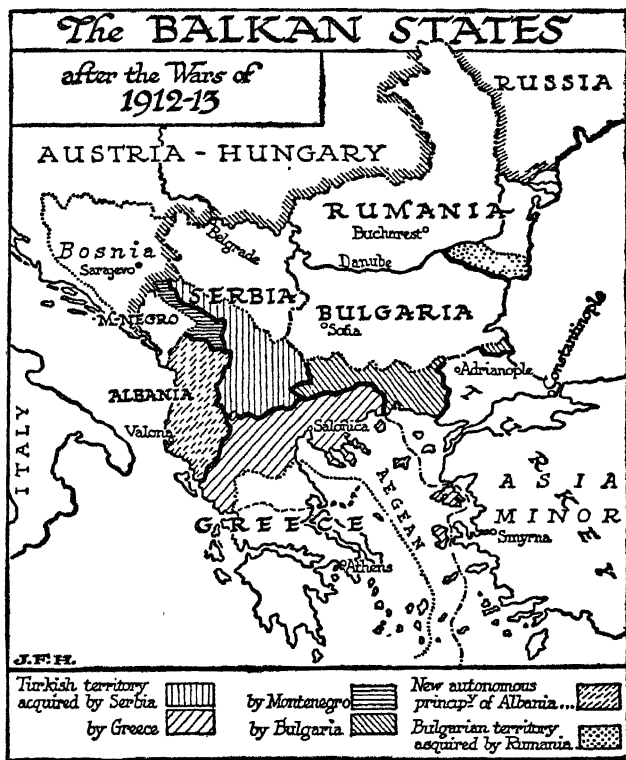 The BALKAN STATES
after the Wars of
1912-13
RUSSIA
AUSTRIA - HUNGARY
RUMANIA
Bucharest
Bosnia
Sarajevo
Belgrade
Danube
SERBIA
BULGARIA
Sofia
M-NEGRO
Constantinople
Adrianople
ALBANIA
Valona
Salonica
ITALY
TURKEY
AEGEAN
ASIA
MINOR
Smyrna
GREECE
Athens
J.F.H.
Turkish territory
acquired by Serbia
by Greece
by Montenegro
by Bulgaria
New autonomous
princip.y of Albania...
Bulgarian territory
acquired by Rumania...